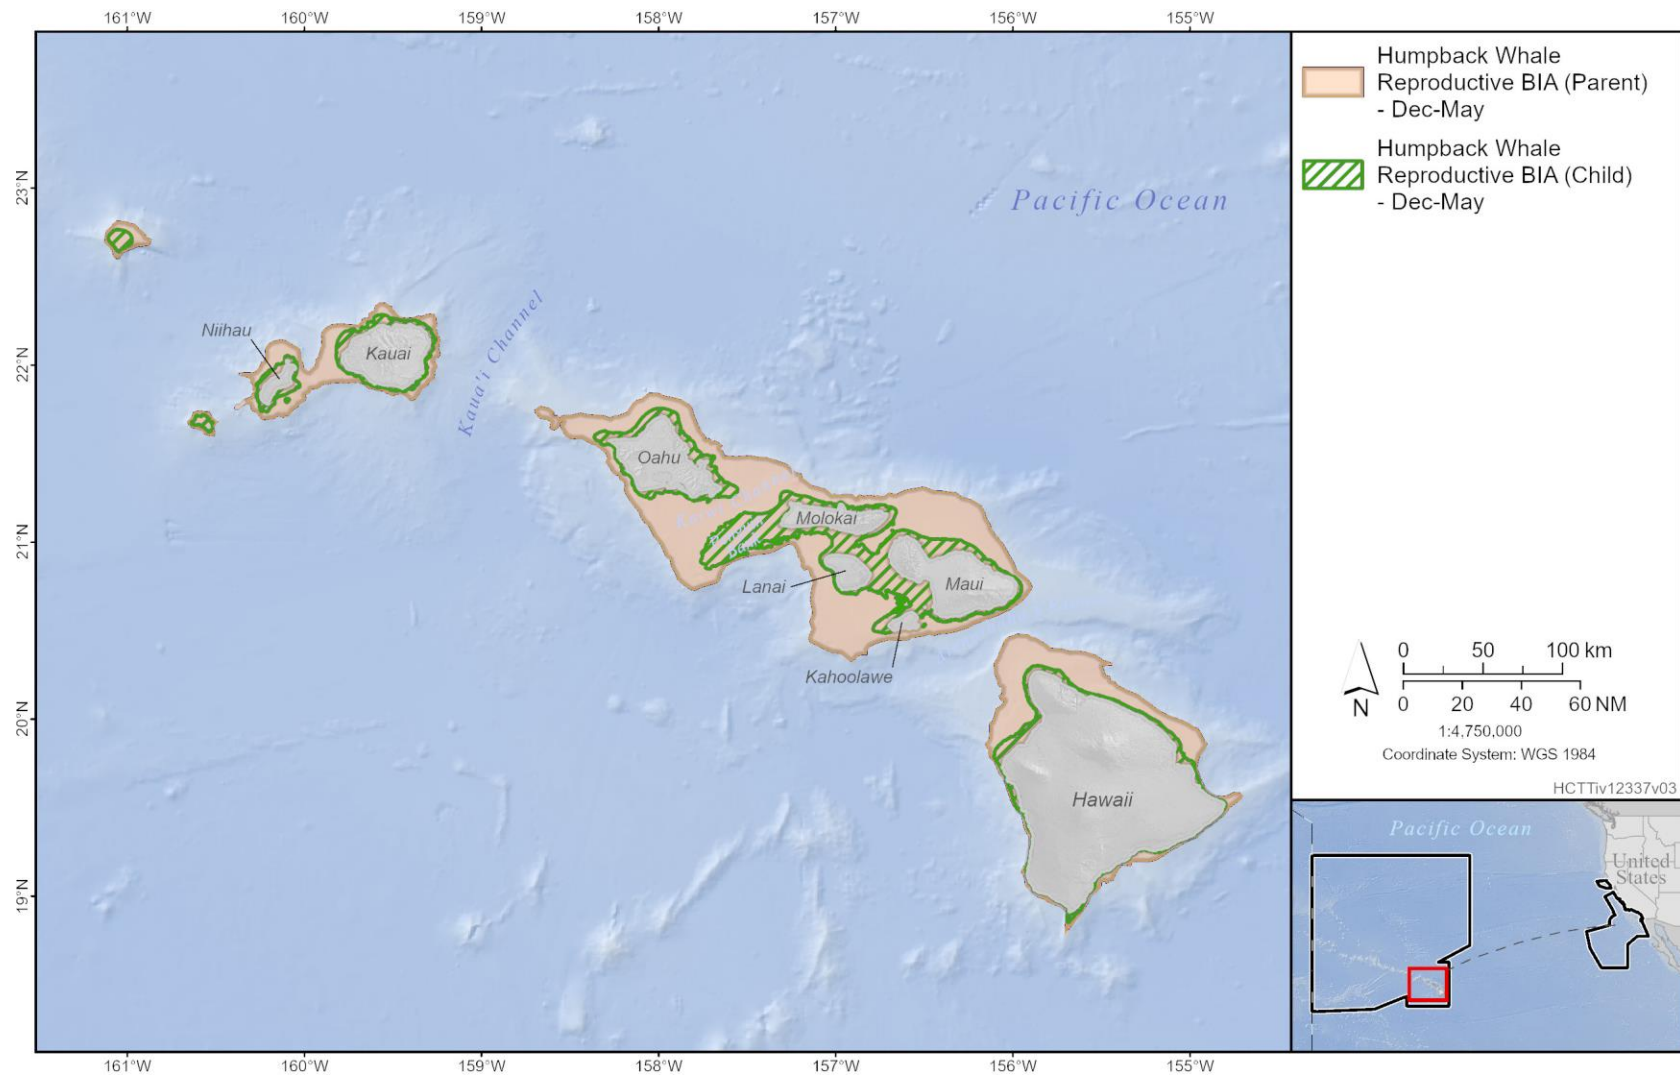 161°W 160°W 159°W 158°W 157°W 156°W 155°W
23°N
22°N
21°N
20°N
19°N
Pacific Ocean
Kaua'i Channel
Niihau
Kauai
Oahu
Molokai
Lanai
Maui
Kahoolawe
Hawaii
161°W 160°W 159°W 158°W 157°W 156°W 155°W
Humpback Whale
Reproductive BIA (Parent)
- Dec-May
Humpback Whale
Reproductive BIA (Child)
- Dec-May
N
0 50 100 km
0 20 40 60 NM
1:4,750,000
Coordinate System: WGS 1984
HCTTiv12337v03
Pacific Ocean
United
States